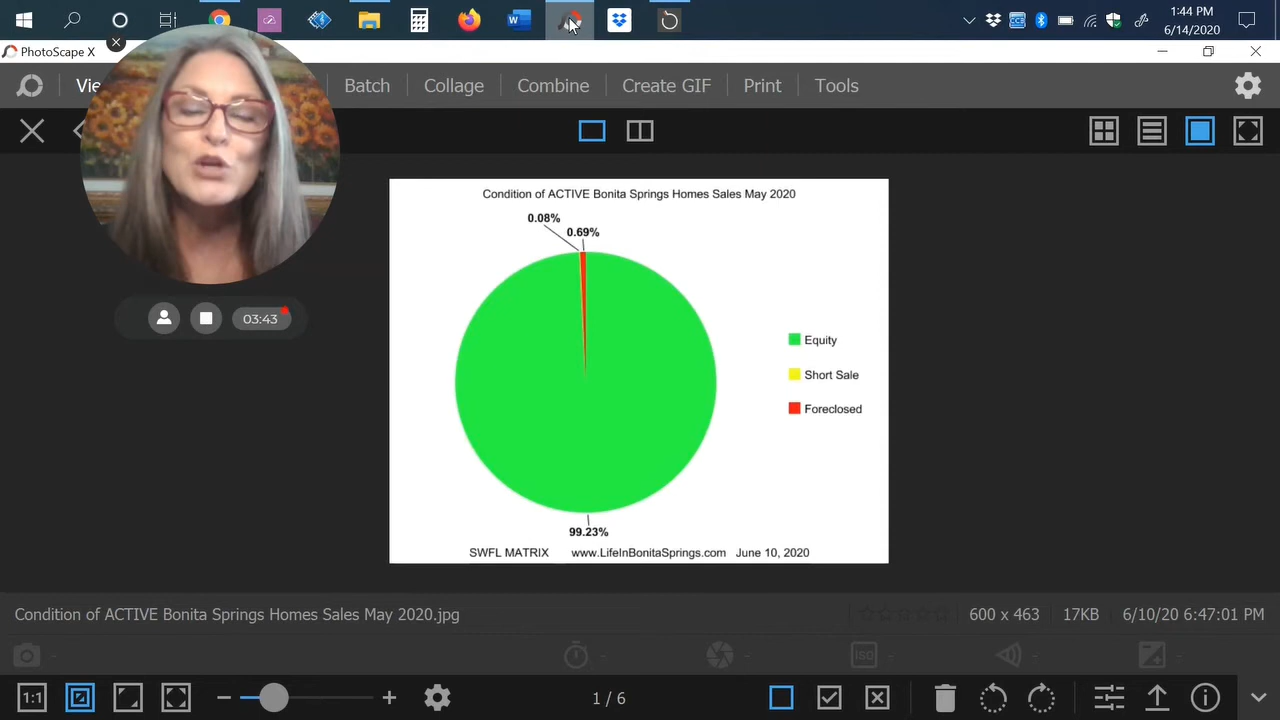 1:44 PM
6/14/2020
PhotoScape X
Batch
Collage
Combine
Create GIF
Print
Tools
Condition of ACTIVE Bonita Springs Homes Sales May 2020
0.08%
0.69%
03:43
Equity
Short Sale
Foreclosed
99.23%
SWFL MATRIX www.LifeInBonitaSprings.com June 10, 2020
Condition of ACTIVE Bonita Springs Homes Sales May 2020.jpg
600 x 463
17KB
6/10/20 6:47:01 PM
-
-
-
ISO -
-
-
1:1
1 / 6